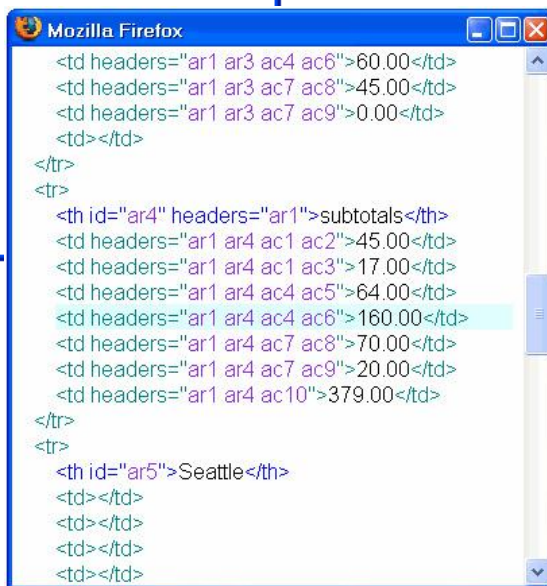 Mozilla Firefox
<td headers="ar1 ar3 ac4 ac6">60.00</td>
<td headers="ar1 ar3 ac7 ac8">45.00</td>
<td headers="ar1 ar3 ac7 ac9">0.00</td>
<td></td>
</tr>
<tr>
<th id="ar4" headers="ar1">subtotals</th>
<td headers="ar1 ar4 ac1 ac2">45.00</td>
<td headers="ar1 ar4 ac1 ac3">17.00</td>
<td headers="ar1 ar4 ac4 ac5">64.00</td>
<td headers="ar1 ar4 ac4 ac6">160.00</td>
<td headers="ar1 ar4 ac7 ac8">70.00</td>
<td headers="ar1 ar4 ac7 ac9">20.00</td>
<td headers="ar1 ar4 ac10">379.00</td>
</tr>
<tr>
<th id="ar5">Seattle</th>
<td></td>
<td></td>
<td></td>
<td></td>